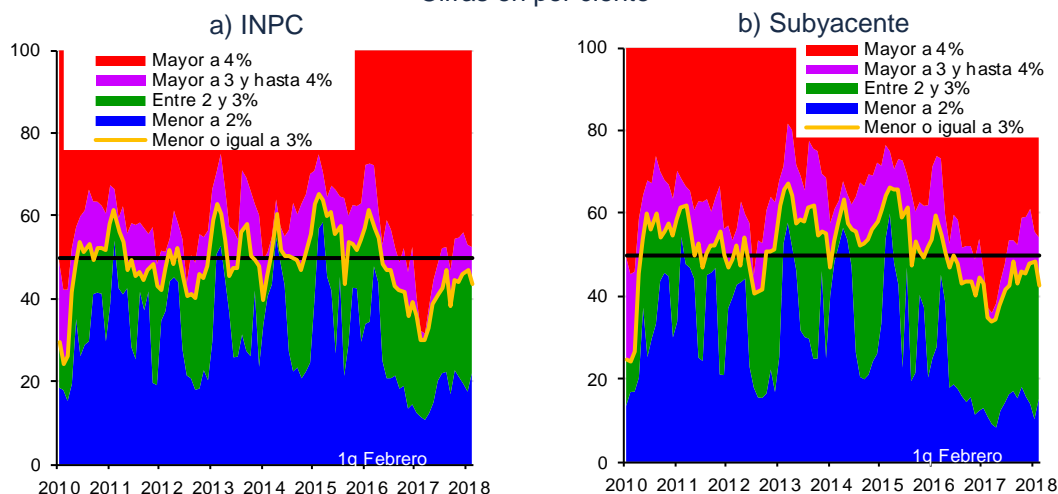 Cifras en por ciento
a) INPC
100
80
60
40
20
0
Mayor a 4%
Mayor a 3 y hasta 4%
Entre 2 y 3%
Menor a 2%
Menor o igual a 3%
1q Febrero
2010 2011 2012 2013 2014 2015 2016 2017 2018
b) Subyacente
100
80
60
40
20
0
Mayor a 4%
Mayor a 3 y hasta 4%
Entre 2 y 3%
Menor a 2%
Menor o igual a 3%
1q Febrero
2010 2011 2012 2013 2014 2015 2016 2017 2018